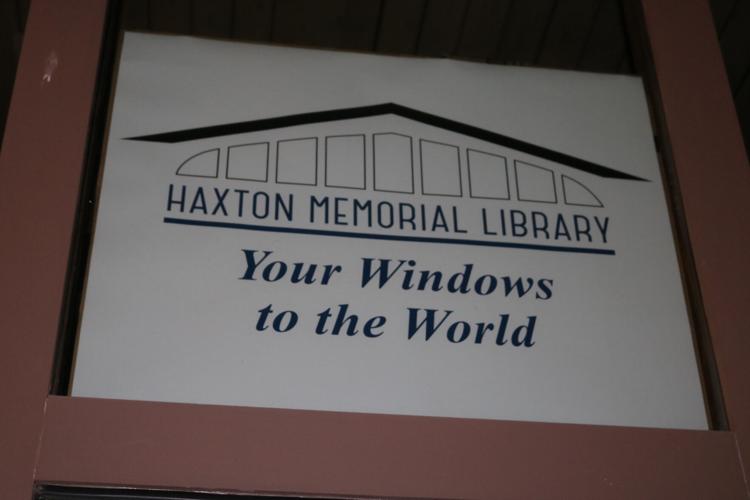 HAXTON MEMORIAL LIBRARY
Your Windows
to the World